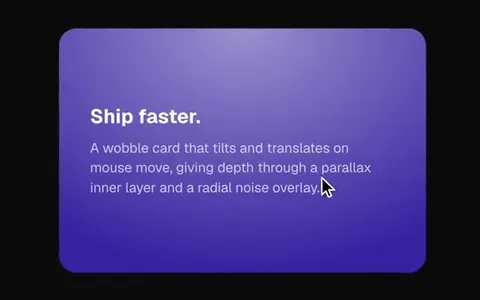 Ship faster.
A wobble card that tilts and translates on
mouse move, giving depth through a parallax
inner layer and a radial noise overlay.